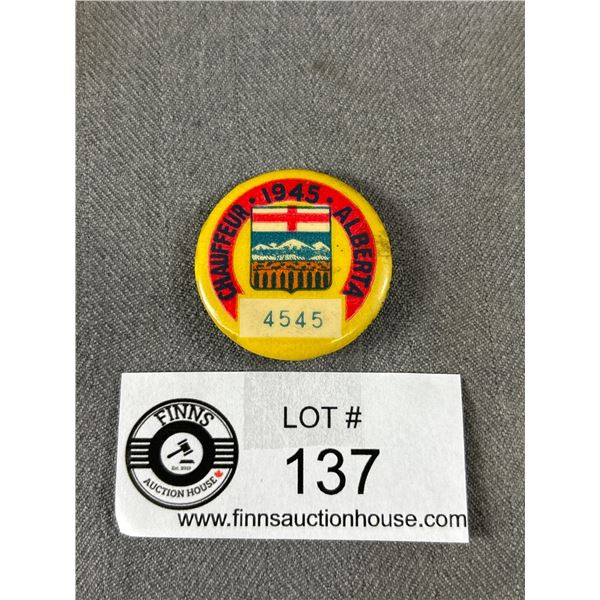 CHAUFFEUR · 1945 · ALBERTA
4545
FINNS
Est. 2019
AUCTION HOUSE
LOT #
137
www.finnsauctionhouse.com